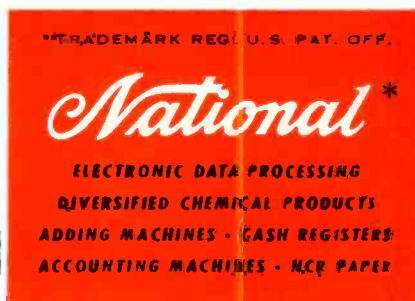 *TRADEMARK REG. U.S. PAT. OFF.
National*
ELECTRONIC DATA PROCESSING
DIVERSIFIED CHEMICAL PRODUCTS
ADDING MACHINES • CASH REGISTERS
ACCOUNTING MACHINES • NCR PAPER